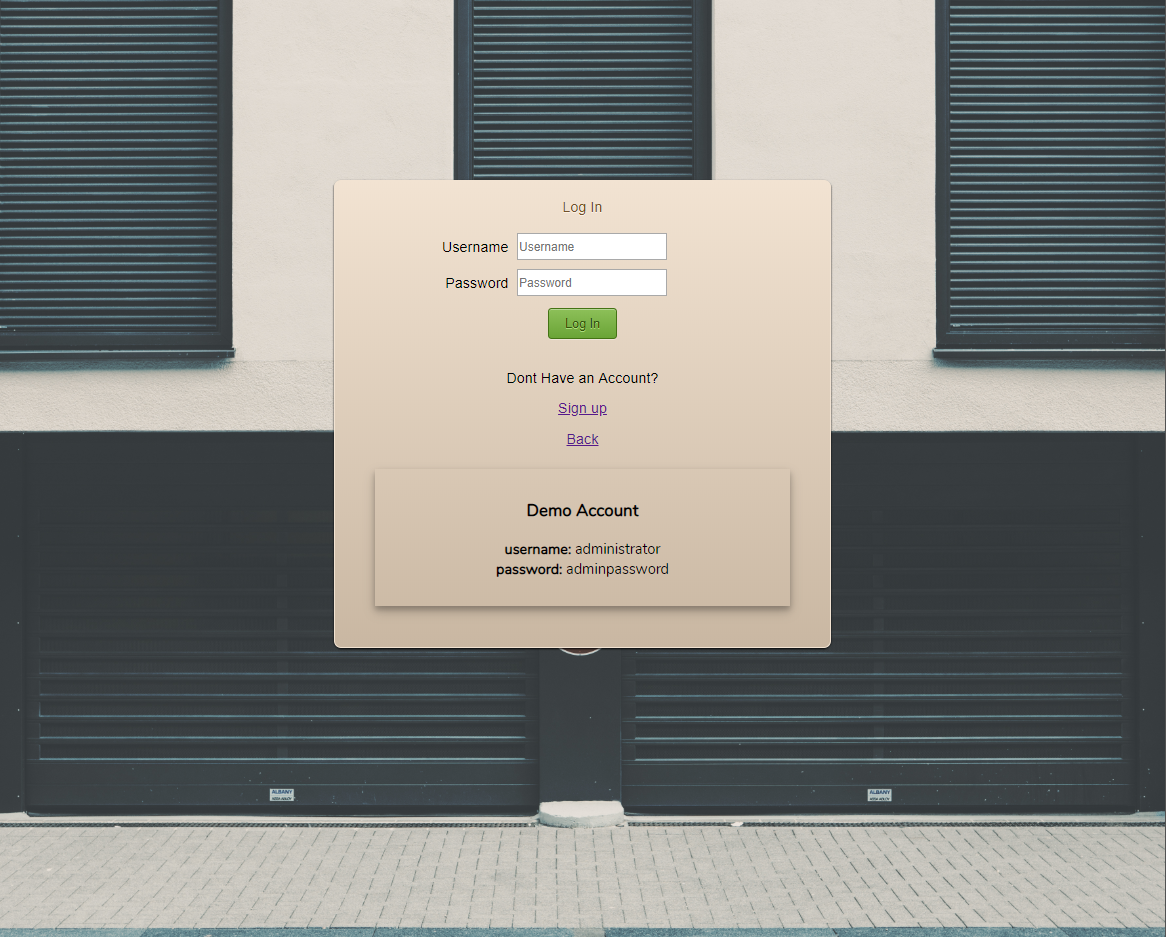 Log In
Username Username
Password Password
Log In
Dont Have an Account?
Sign up
Back
Demo Account
username: administrator
password: adminpassword
ALBANY ALBANY